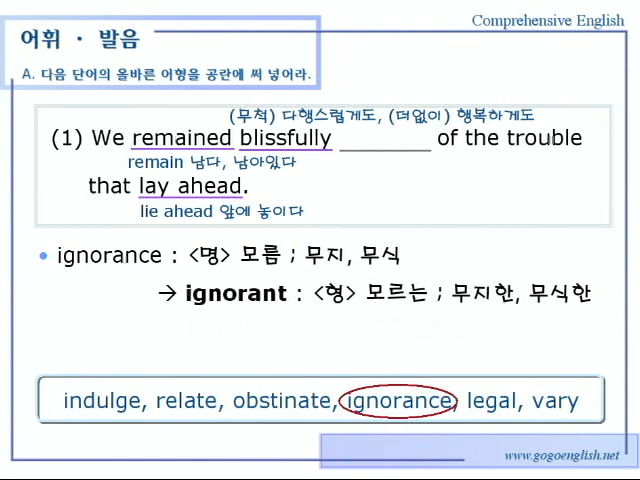 Comprehensive English
어휘 · 발음
A. 다음 단어의 올바른 어형을 공란에 써 넣어라.
(무척) 다행스럽게도, (더없이) 행복하게도
(1) We remained blissfully ________ of the trouble
remain 남다, 남아있다
that lay ahead.
lie ahead 앞에 놓이다
• ignorance : <명> 모름 ; 무지, 무식
→ ignorant : <형> 모르는 ; 무지한, 무식한
indulge, relate, obstinate, ignorance, legal, vary
www.gogoenglish.net